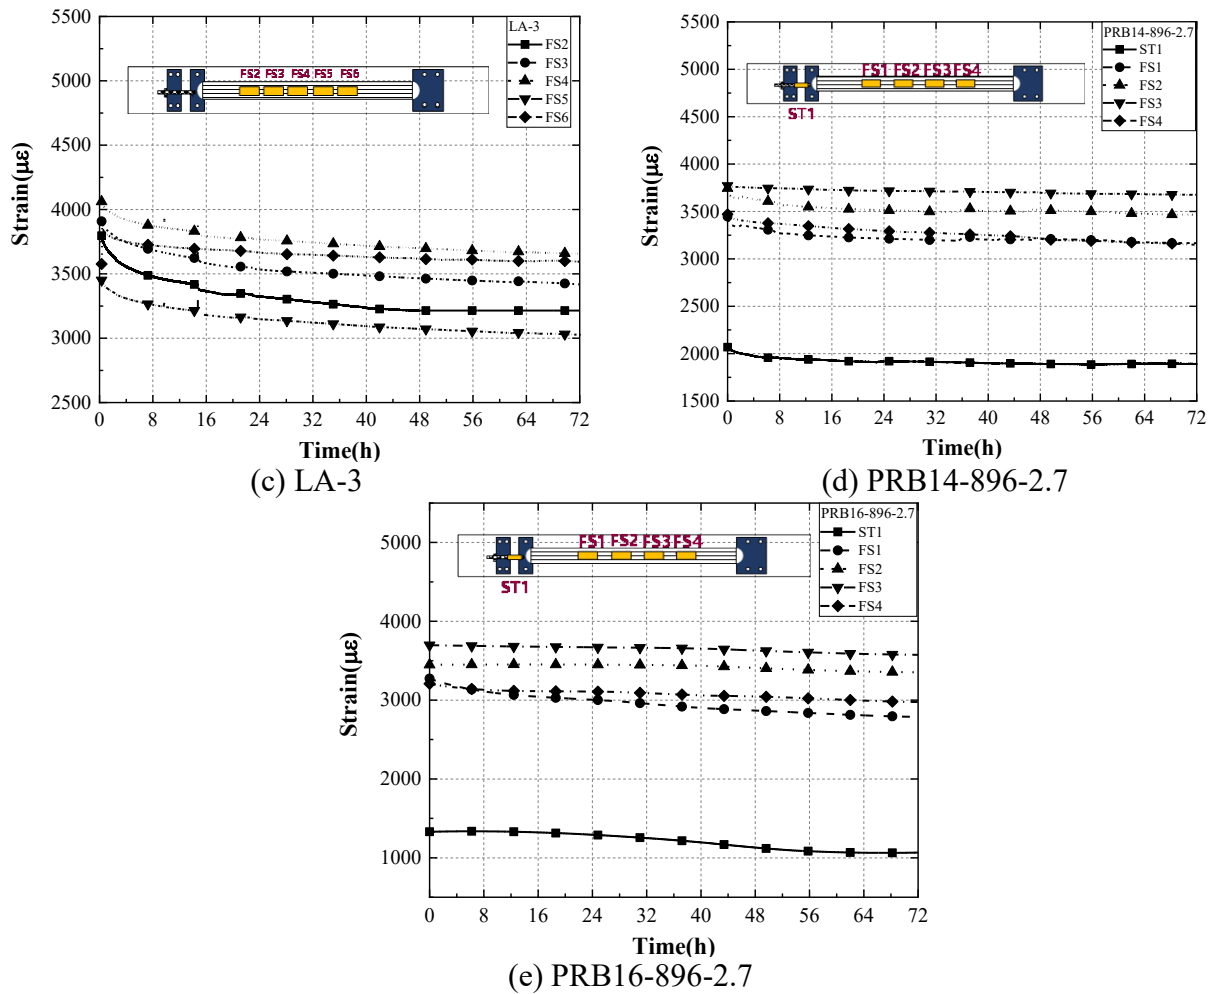 LA-3
FS2
FS3
FS4
FS5
FS6
FS2 FS3 FS4 FS5 FS6
5500
5000
4500
4000
3500
3000
2500
Strain(με)
0 8 16 24 32 40 48 56 64 72
Time(h)
(c) LA-3
PRB14-896-2.7
ST1
FS1
FS2
FS3
FS4
FS1 FS2 FS3 FS4
ST1
5500
5000
4500
4000
3500
3000
2500
2000
1500
Strain(με)
0 8 16 24 32 40 48 56 64 72
Time(h)
(d) PRB14-896-2.7
PRB16-896-2.7
ST1
FS1
FS2
FS3
FS4
FS1 FS2 FS3 FS4
ST1
5000
4000
3000
2000
1000
Strain(με)
0 8 16 24 32 40 48 56 64 72
Time(h)
(e) PRB16-896-2.7